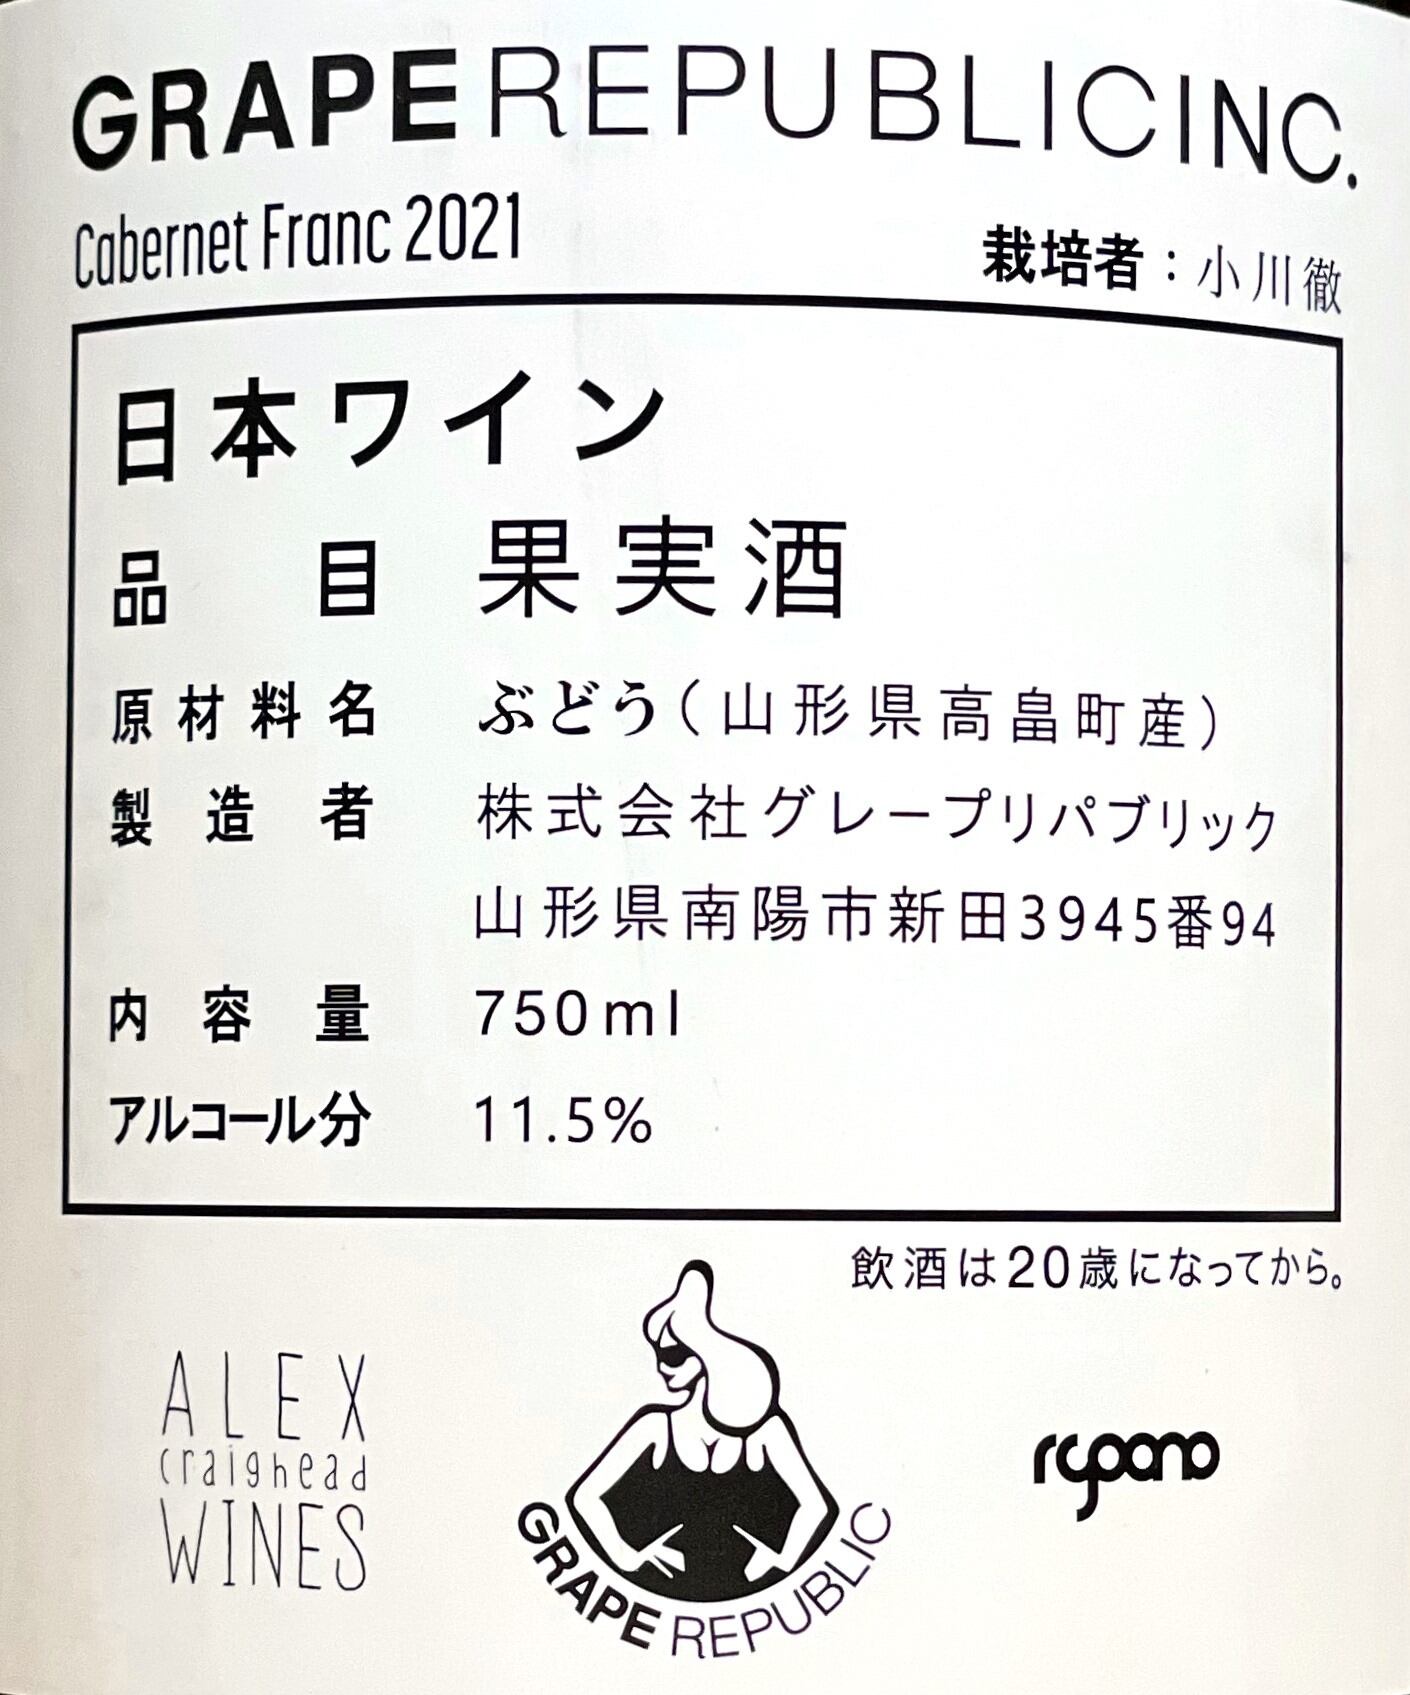 GRAPE REPUBLIC INC.
Cabernet Franc 2021
栽培者：小川徹
日本ワイン
品目 果実酒
原材料名 ぶどう（山形県高畠町産）
製造者 株式会社グレープリパブリック
山形県南陽市新田3945番94
内容量 750ml
アルコール分 11.5%
飲酒は20歳になってから。
ALEX
craighead
WINES
GRAPE REPUBLIC